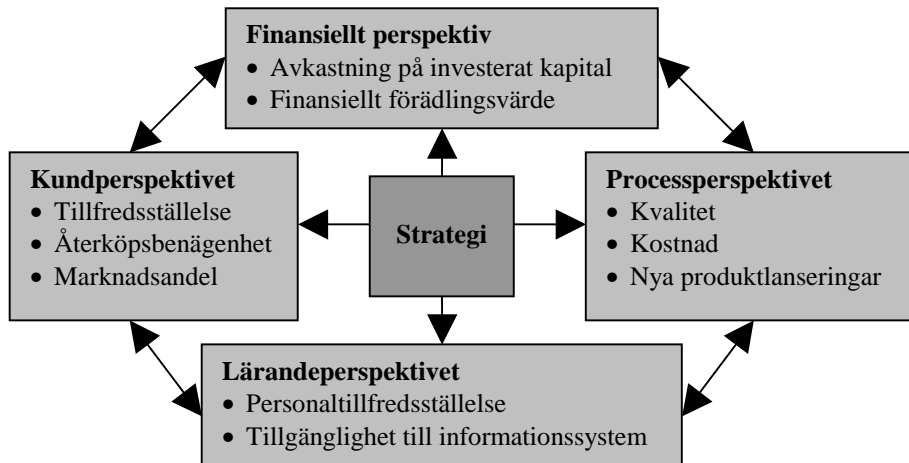 Finansiellt perspektiv
• Avkastning på investerat kapital
• Finansiellt förädlingsvärde
Kundperspektivet
• Tillfredsställelse
• Återköpsbenägenhet
• Marknadsandel
Strategi
Processperspektivet
• Kvalitet
• Kostnad
• Nya produktlanseringar
Lärandeperspektivet
• Personaltillfredsställelse
• Tillgänglighet till informationssystem